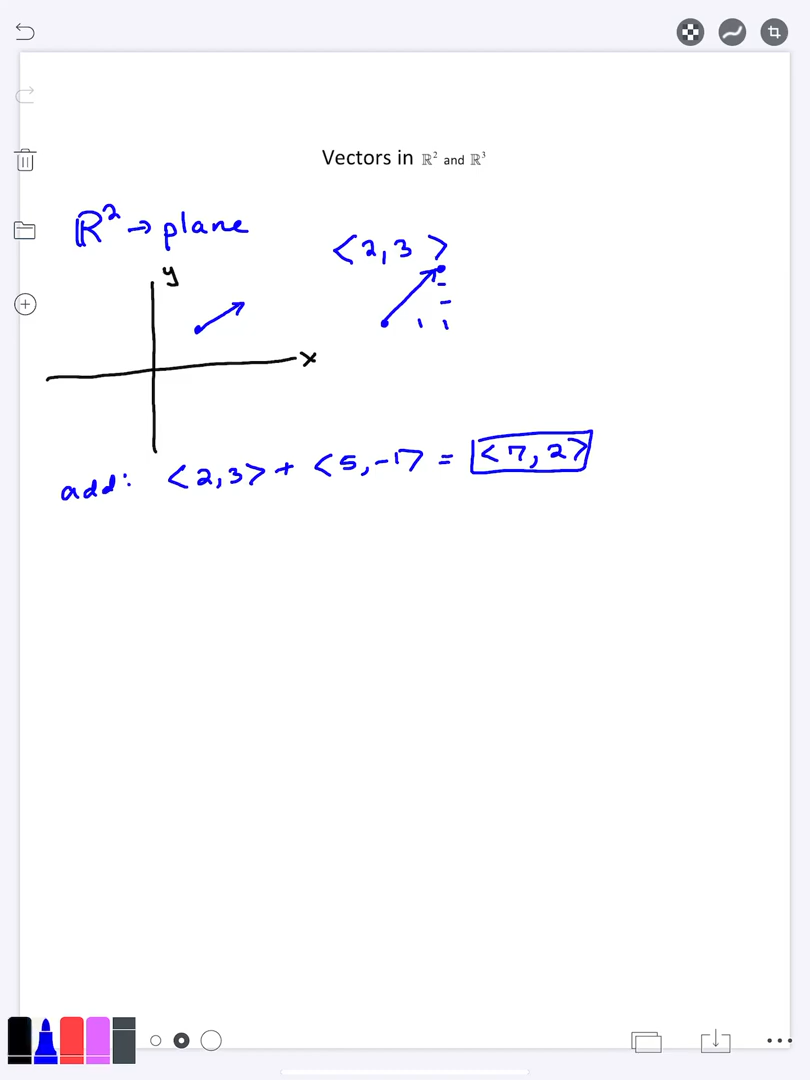 Vectors in ℝ² and ℝ³
ℝ² → plane
<2, 3>
y
x
add: <2, 3> + <5, -1> = <7, 2>